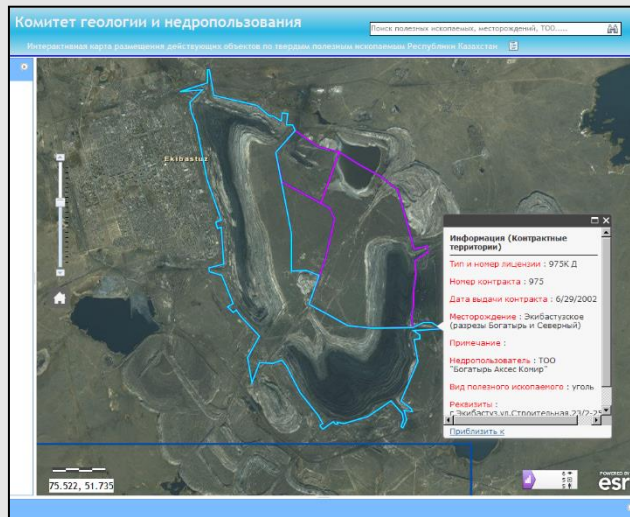 Комитет геологии и недропользования
Поиск полезных ископаемых, месторождений, ТОО.....
Интерактивная карта размещения действующих объектов по твердым полезным ископаемым Республики Казахстан
Ekibastuz
Информация (Контрактные
территории)
Тип и номер лицензии : 975К Д
Номер контракта : 975
Дата выдачи контракта : 6/29/2002
Месторождение : Экибастузское
(разрезы Богатырь и Северный)
Примечание :
Недропользователь : ТОО
"Богатырь Аксес Комир"
Вид полезного ископаемого : уголь
Реквизиты :
г.Экибастуз,ул.Строительная,23/2-25
Приблизить к
75.522, 51.735
POWERED BY
esri